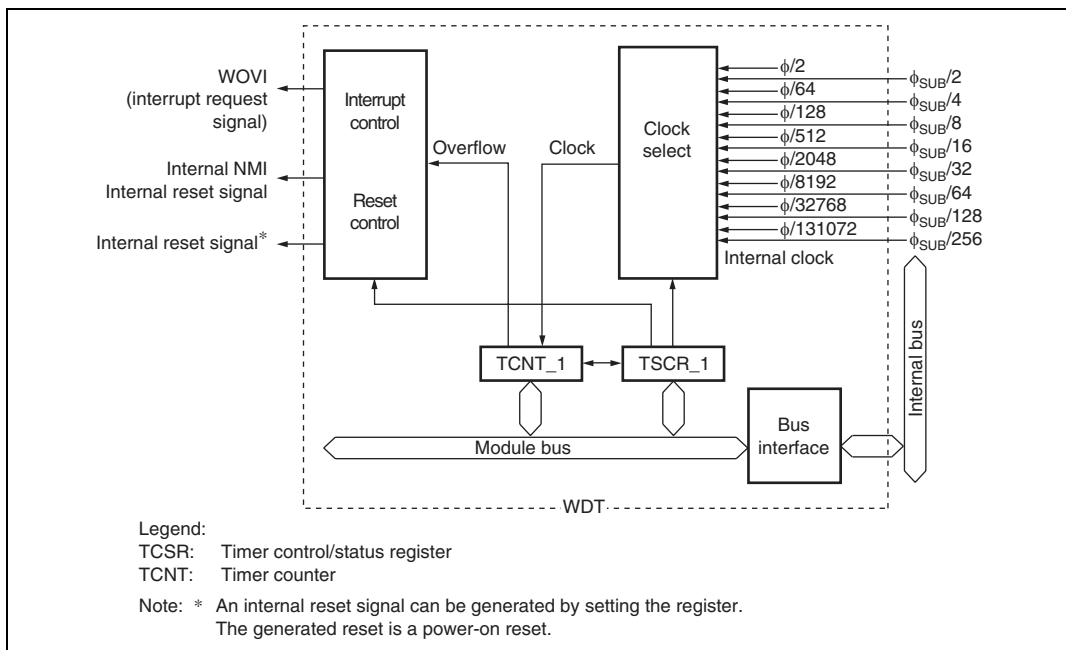 WOVI
(interrupt request
signal)
Internal NMI
Internal reset signal
Internal reset signal*
Interrupt
control
Reset
control
Overflow
Clock
Clock
select
ϕ/2
ϕSUB/2
ϕ/64
ϕSUB/4
ϕ/128
ϕSUB/8
ϕ/512
ϕSUB/16
ϕ/2048
ϕSUB/32
ϕ/8192
ϕSUB/64
ϕ/32768
ϕSUB/128
ϕ/131072
ϕSUB/256
Internal clock
TCNT_1
TSCR_1
Module bus
Bus
interface
Internal bus
WDT
Legend:
TCSR: Timer control/status register
TCNT: Timer counter
Note: * An internal reset signal can be generated by setting the register.
The generated reset is a power-on reset.